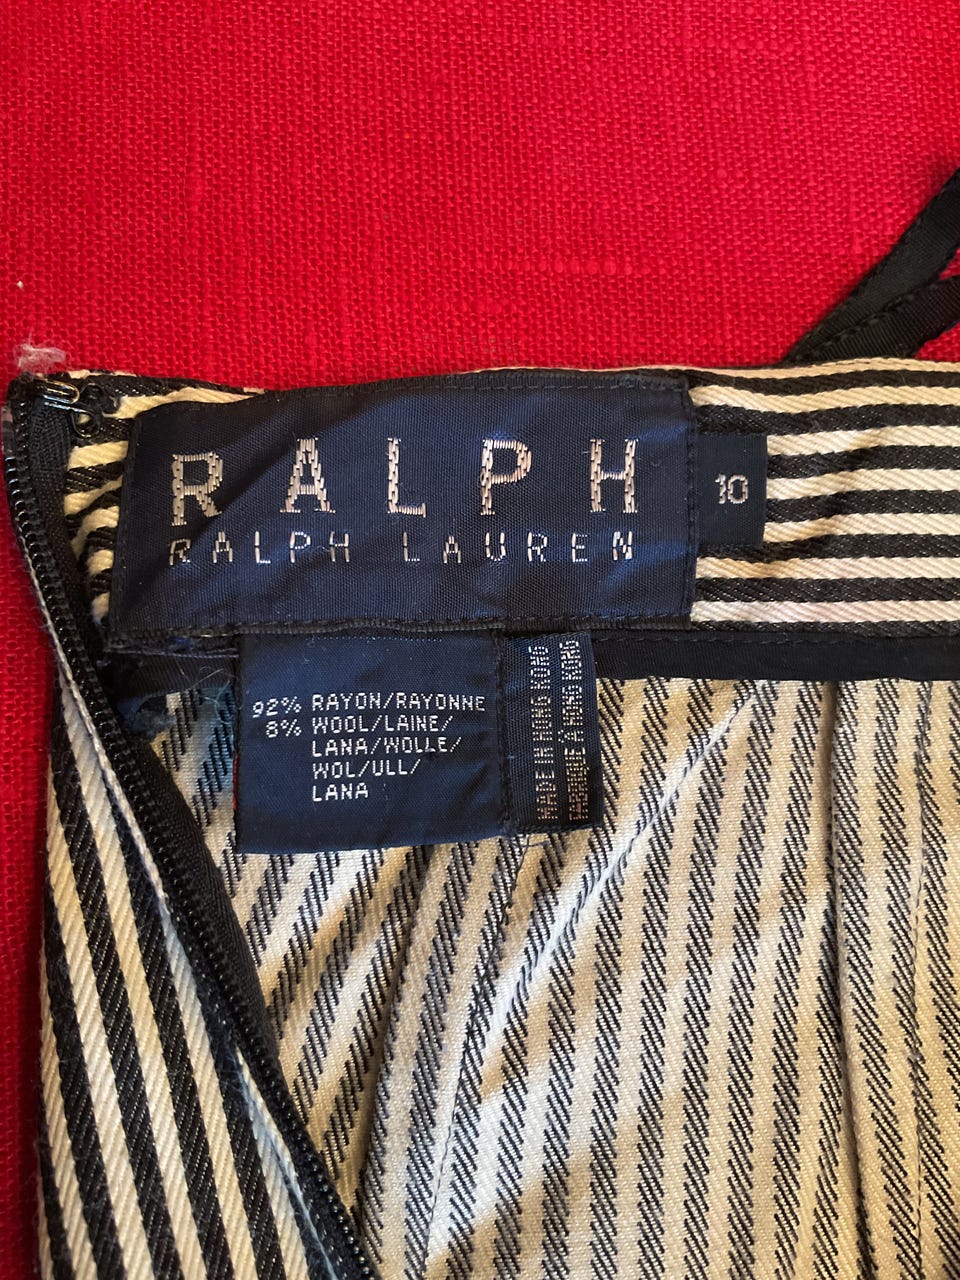 RALPH
RALPH LAUREN
10
92% RAYON/RAYONNE
8% WOOL/LAINE/
LANA/WOLLE/
WOL/ULL/
LANA
MADE IN HONG KONG
FABRIQUÉ À HONG KONG